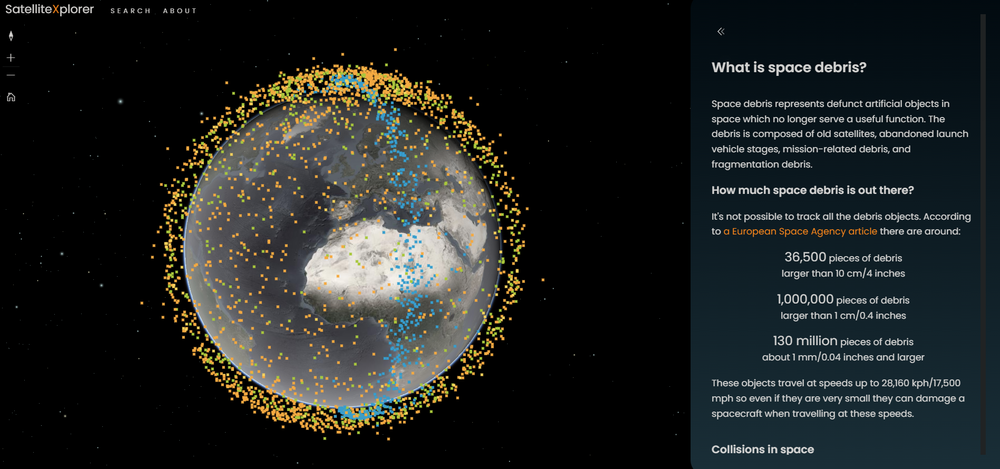 SatelliteXplorer
SEARCH ABOUT
What is space debris?
Space debris represents defunct artificial objects in
space which no longer serve a useful function. The
debris is composed of old satellites, abandoned launch
vehicle stages, mission-related debris, and
fragmentation debris.
How much space debris is out there?
It's not possible to track all the debris objects. According
to a European Space Agency article there are around:
36,500 pieces of debris
larger than 10 cm/4 inches
1,000,000 pieces of debris
larger than 1 cm/0.4 inches
130 million pieces of debris
about 1 mm/0.04 inches and larger
These objects travel at speeds up to 28,160 kph/17,500
mph so even if they are very small they can damage a
spacecraft when travelling at these speeds.
Collisions in space